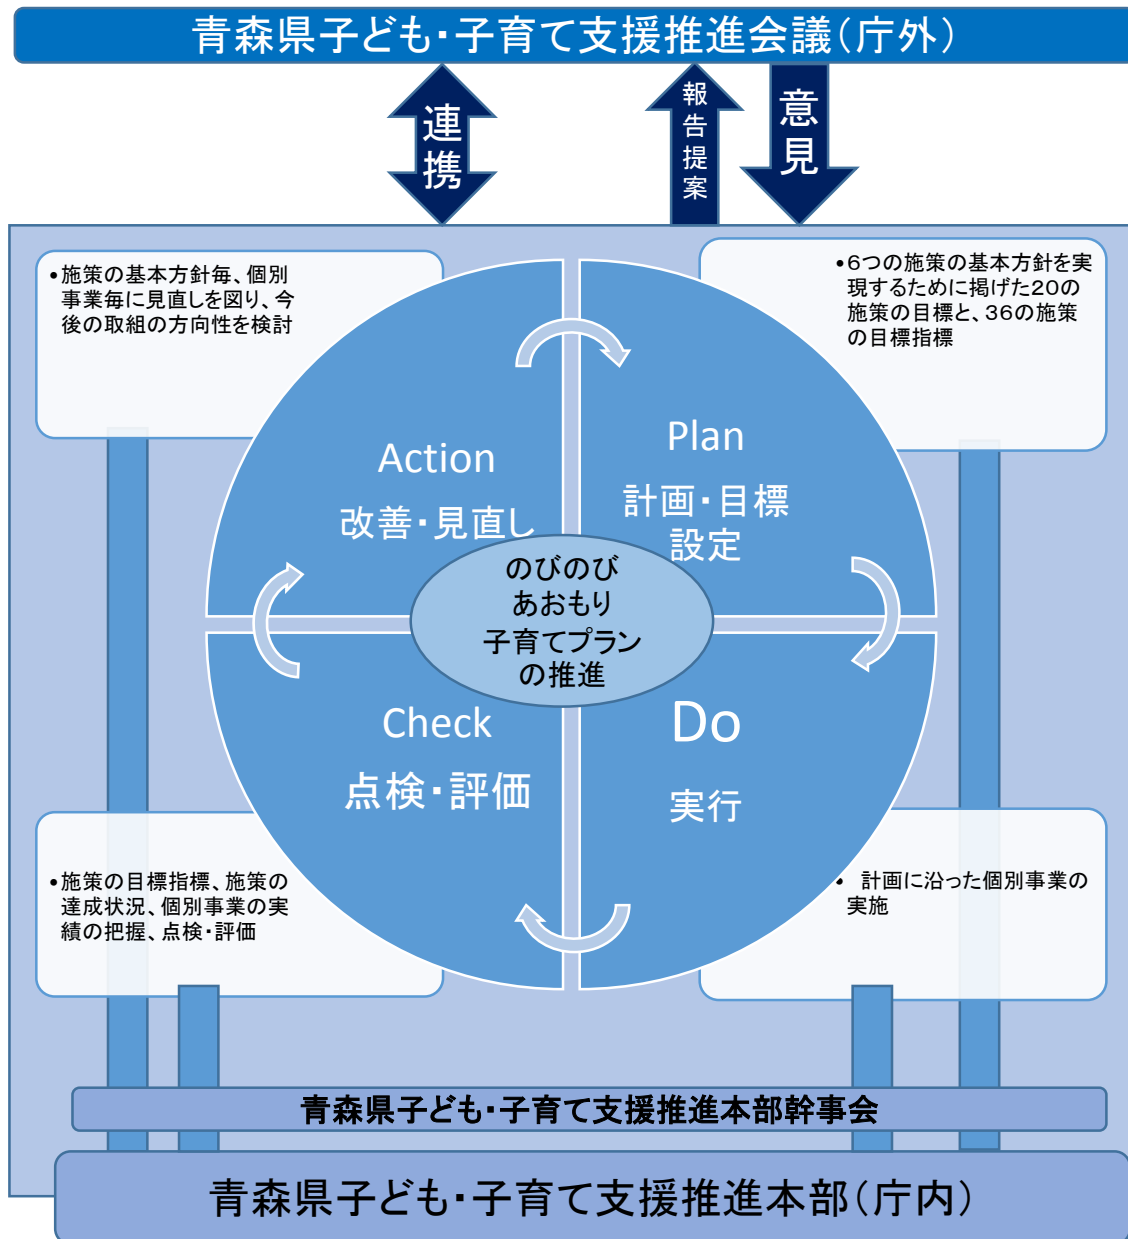 青森県子ども・子育て支援推進会議（庁外）
連携
報告提案
意見
•施策の基本方針毎、個別
事業毎に見直しを図り、今
後の取組の方向性を検討
•6つの施策の基本方針を実
現するために掲げた20の
施策の目標と、36の施策
の目標指標
Action
改善・見直し
Plan
計画・目標
設定
のびのび
あおもり
子育てプラン
の推進
Check
点検・評価
Do
実行
•施策の目標指標、施策の
達成状況、個別事業の実
績の把握、点検・評価
• 計画に沿った個別事業の
実施
青森県子ども・子育て支援推進本部幹事会
青森県子ども・子育て支援推進本部（庁内）